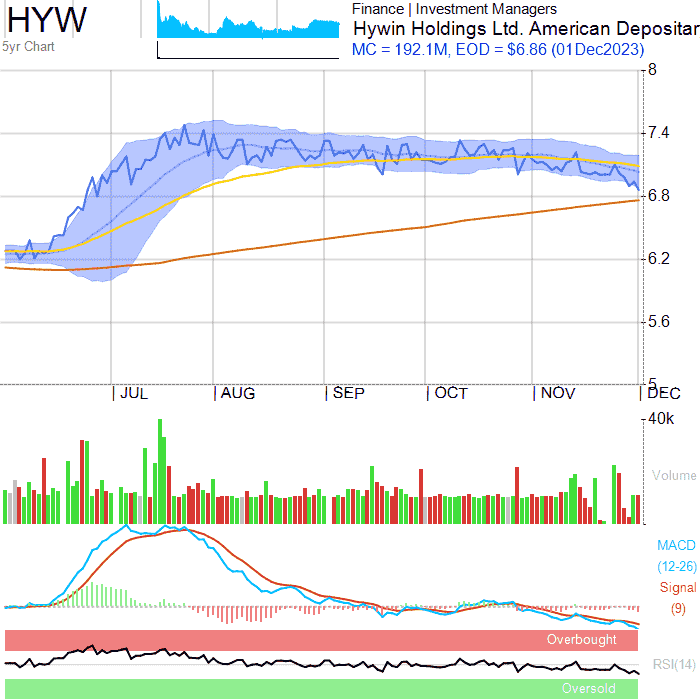 HYW
5yr Chart
Finance | Investment Managers
Hywin Holdings Ltd. American Depositar
MC = 192.1M, EOD = $6.86 (01Dec2023)
8
7.4
6.8
6.2
5.6
5
JUL AUG SEP OCT NOV DEC
40k
Volume
MACD
(12-26)
Signal
(9)
Overbought
RSI(14)
Oversold